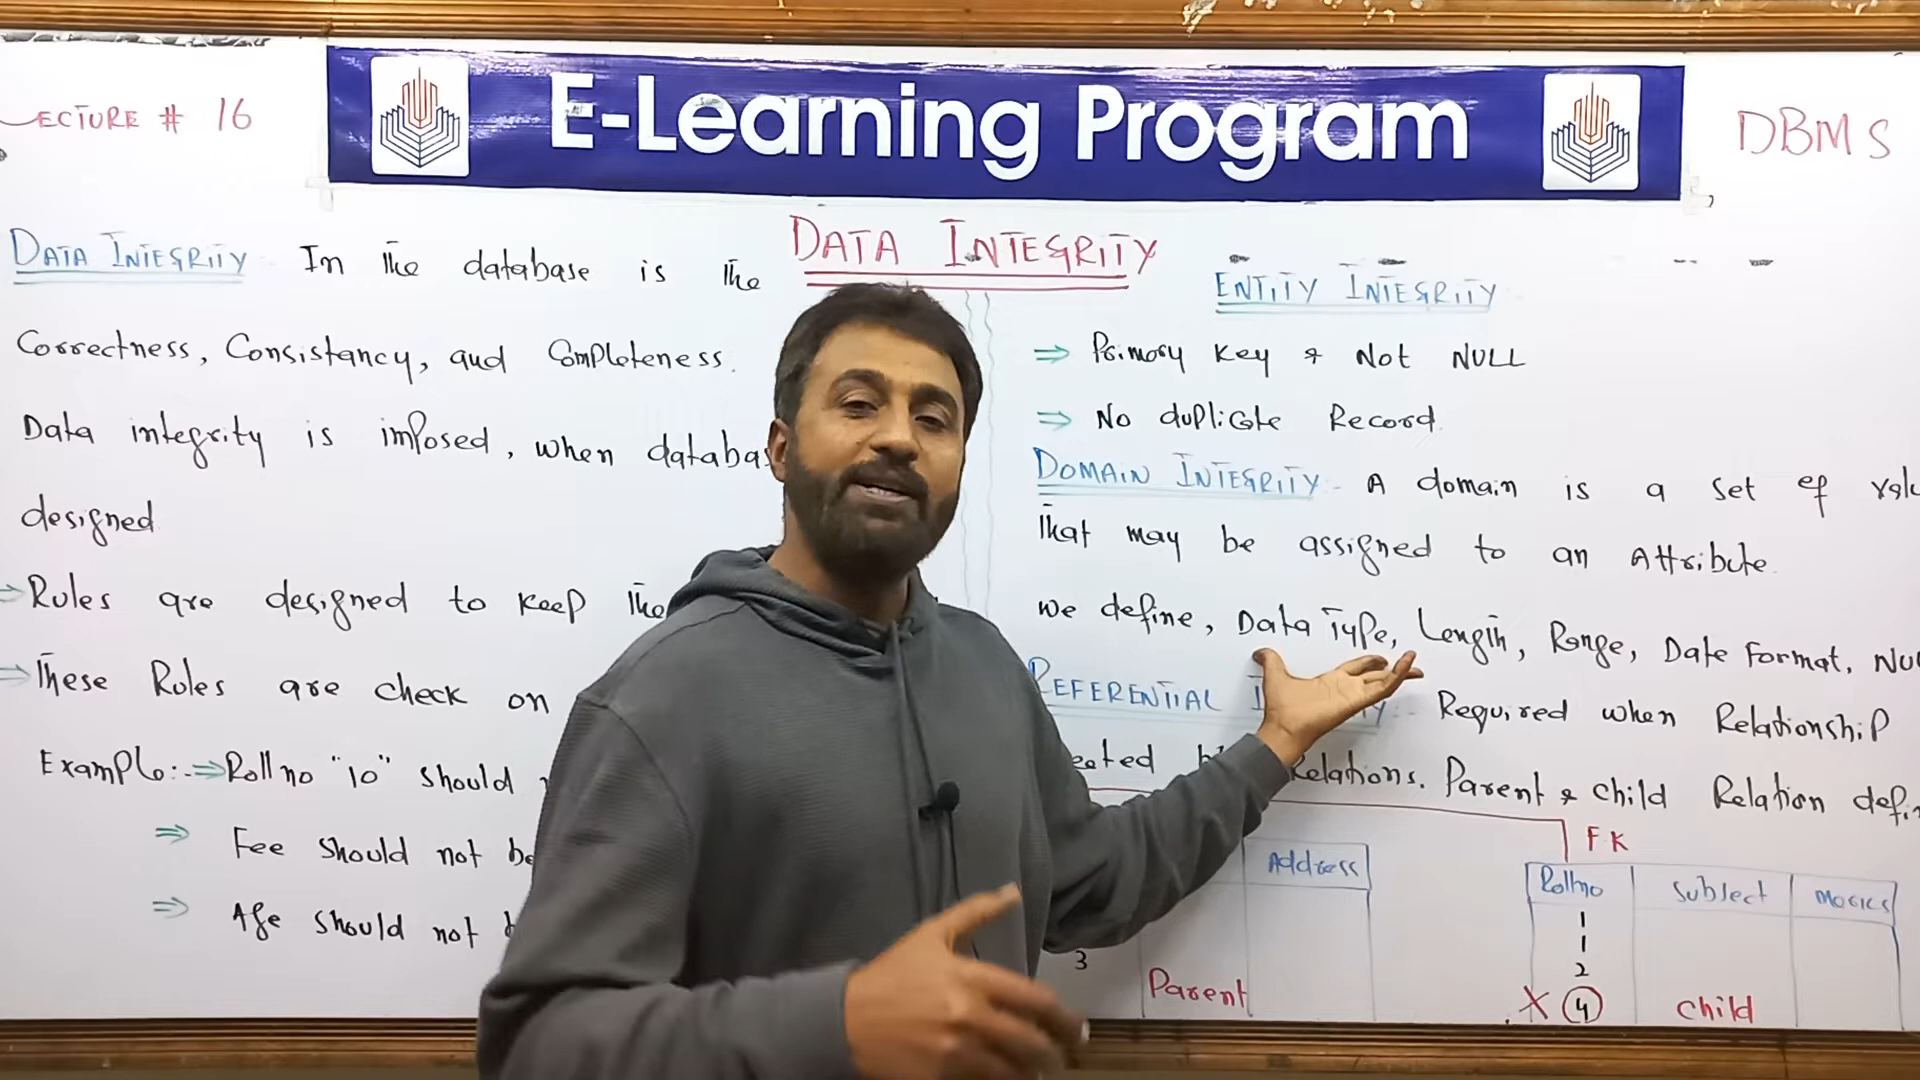 E-Learning Program
LECTURE # 16
DBMS
DATA INTEGRITY
DATA INTEGRITY In the database is the
Correctness, Consistancy, and Completeness.
Data integrity is imposed, when databas
designed
⇒ Rules are designed to keep the
⇒ These Rules are check on
Example:- ⇒ Roll no "10" should
⇒ Fee should not be
⇒ Age should not b
ENTITY INTEGRITY
⇒ Primary Key & Not NULL
⇒ No duplicate Record.
DOMAIN INTEGRITY - A domain is a set of valu
That may be assigned to an Attribute.
we define, Data Type, Length, Range, Date Format, NU
REFERENTIAL :- Required when Relationship
eated Relations. Parent & child Relation defi
FK
Address
3
Parent
Rollno Subject Marks
1
1
2
X 4 child